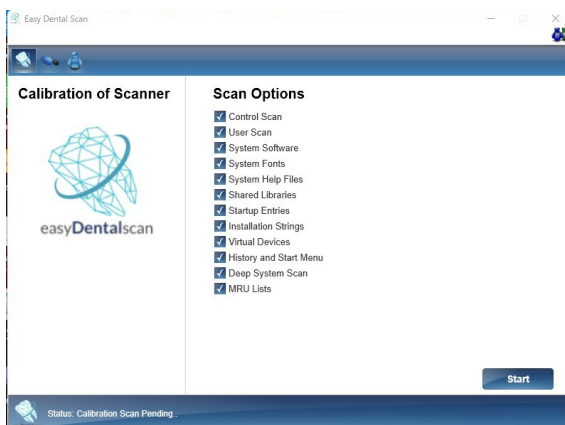 Easy Dental Scan
Calibration of Scanner
easyDentalscan
Scan Options
Control Scan
User Scan
System Software
System Fonts
System Help Files
Shared Libraries
Startup Entries
Installation Strings
Virtual Devices
History and Start Menu
Deep System Scan
MRU Lists
Start
Status: Calibration Scan Pending..